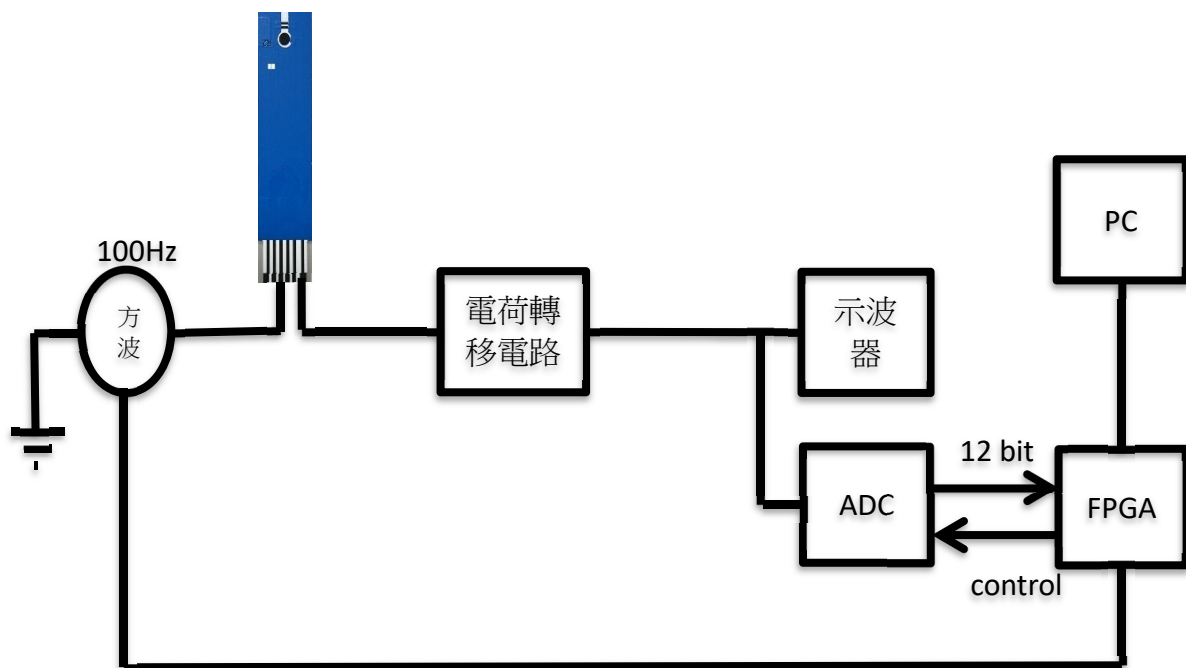 100Hz
方
波
電荷轉
移電路
示波
器
PC
12 bit
ADC
FPGA
control